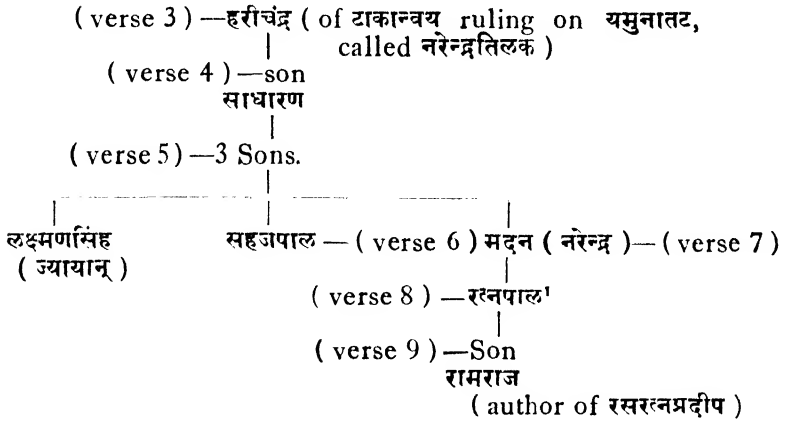 ( verse 3 ) —हरीचंद्र ( of टाकान्वय ruling on यमुनातट,
called नरेन्द्रतिलक )
( verse 4 ) —son
साधारण
( verse 5 ) —3 Sons.
लक्ष्मणसिंह सहजपाल — ( verse 6 ) मदन ( नरेन्द्र ) — ( verse 7 )
( ज्यायान् )
( verse 8 ) —रत्नपाल¹
( verse 9 ) —Son
रामराज
( author of रसरत्नप्रदीप )